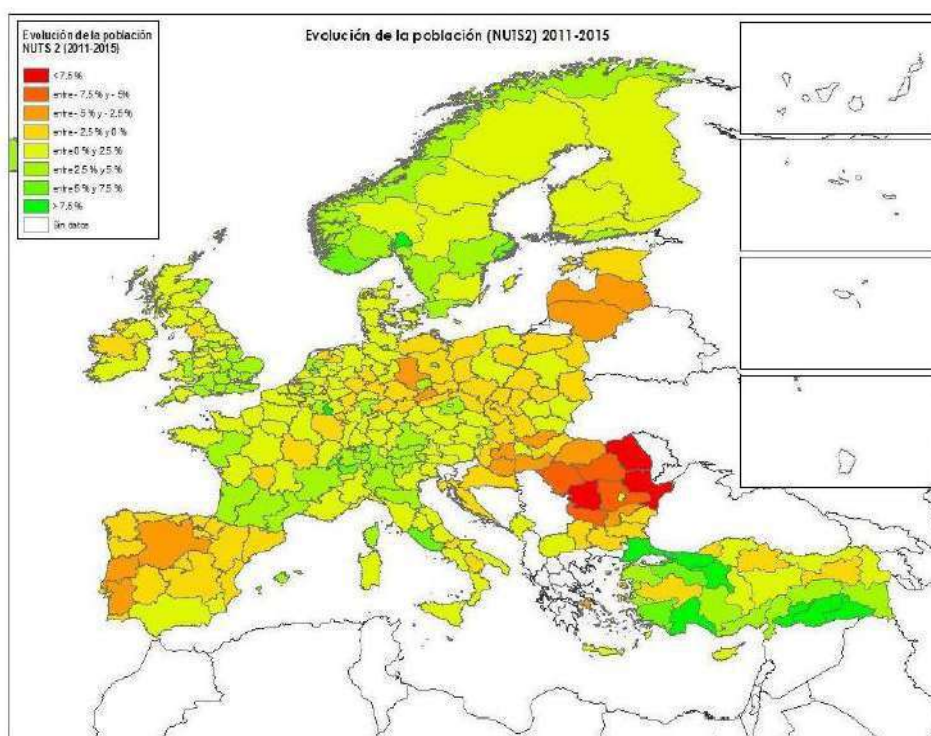 Evolución de la población (NUTS2) 2011-2015
Evolución de la población
NUTS 2 (2011-2015)
< 7.5 %
entre - 7.5 % y - 5%
entre - 5 % y - 2.5 %
entre - 2.5 % y 0 %
entre 0 % y 2.5 %
entre 2.5 % y 5 %
entre 5 % y 7.5 %
> 7.5 %
Sin datos